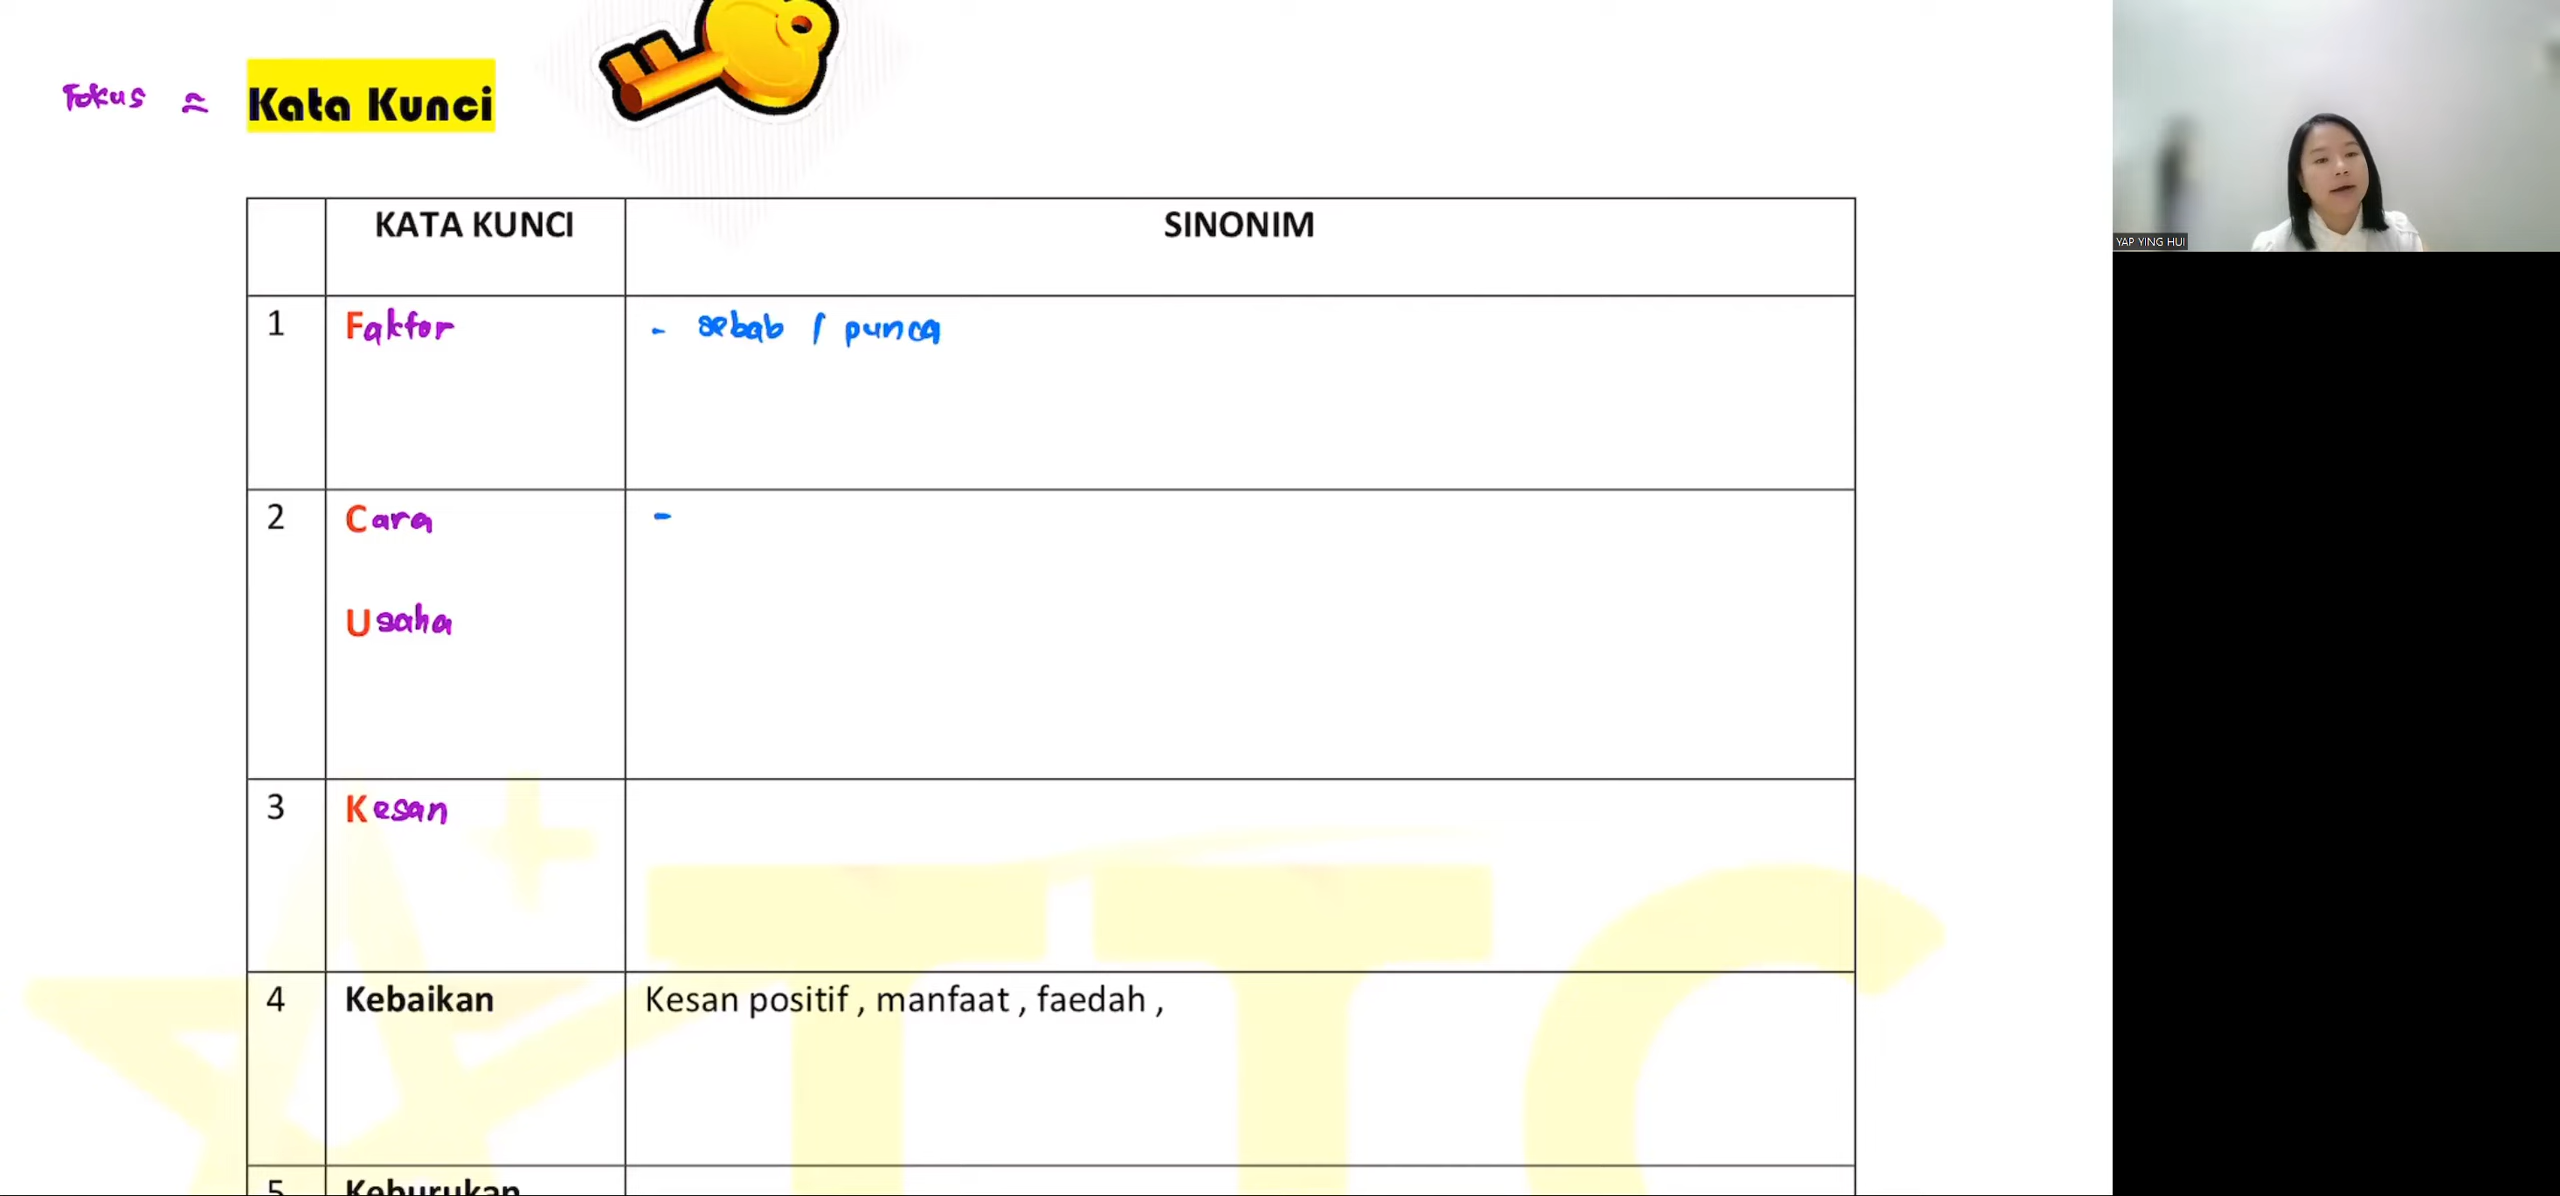 Fokus = Kata Kunci
YAP YING HUI
KATA KUNCI SINONIM
1 Faktor - sebab / punca
2 Cara -
Usaha
3 Kesan
4 Kebaikan Kesan positif , manfaat , faedah ,
5 Keburukan
TTC